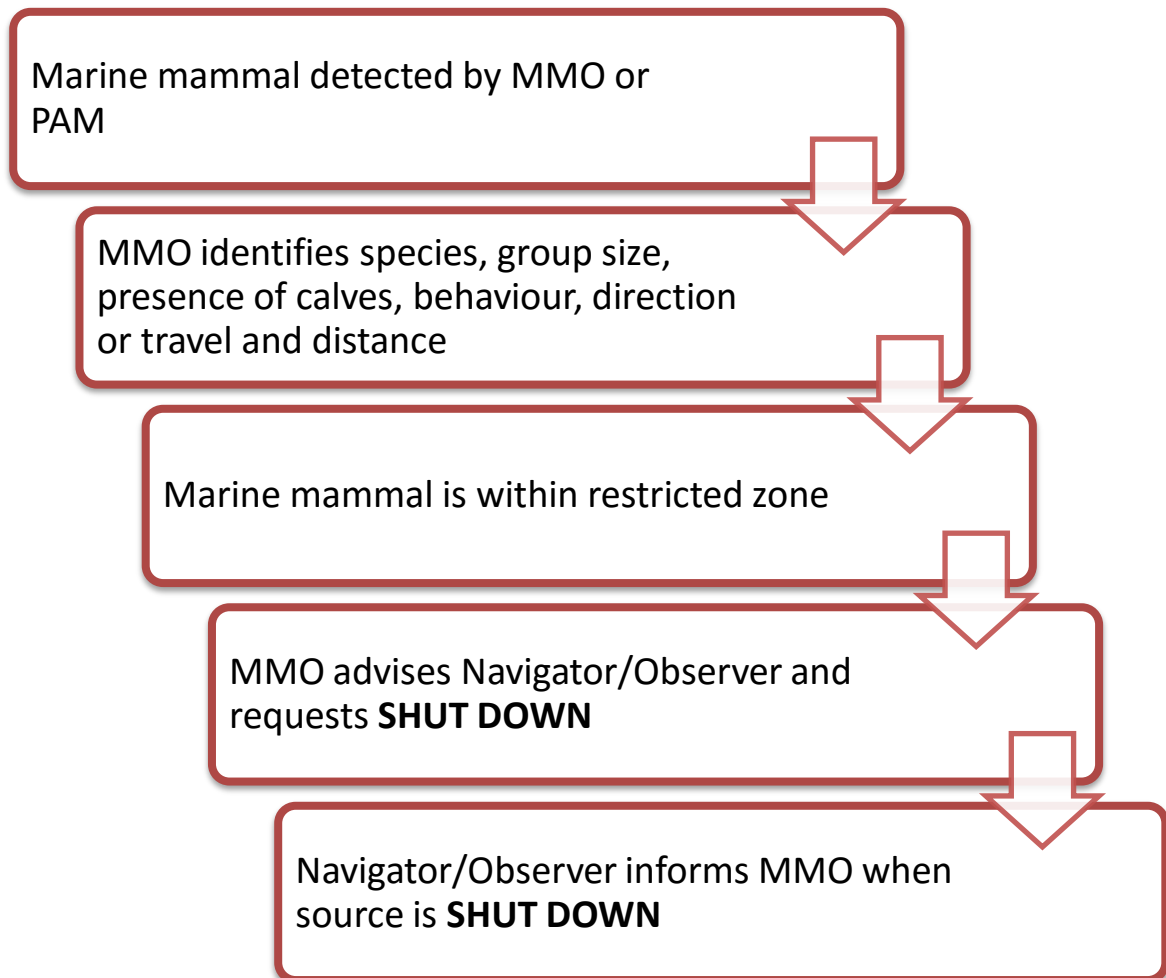 Marine mammal detected by MMO or
PAM
MMO identifies species, group size,
presence of calves, behaviour, direction
or travel and distance
Marine mammal is within restricted zone
MMO advises Navigator/Observer and
requests SHUT DOWN
Navigator/Observer informs MMO when
source is SHUT DOWN